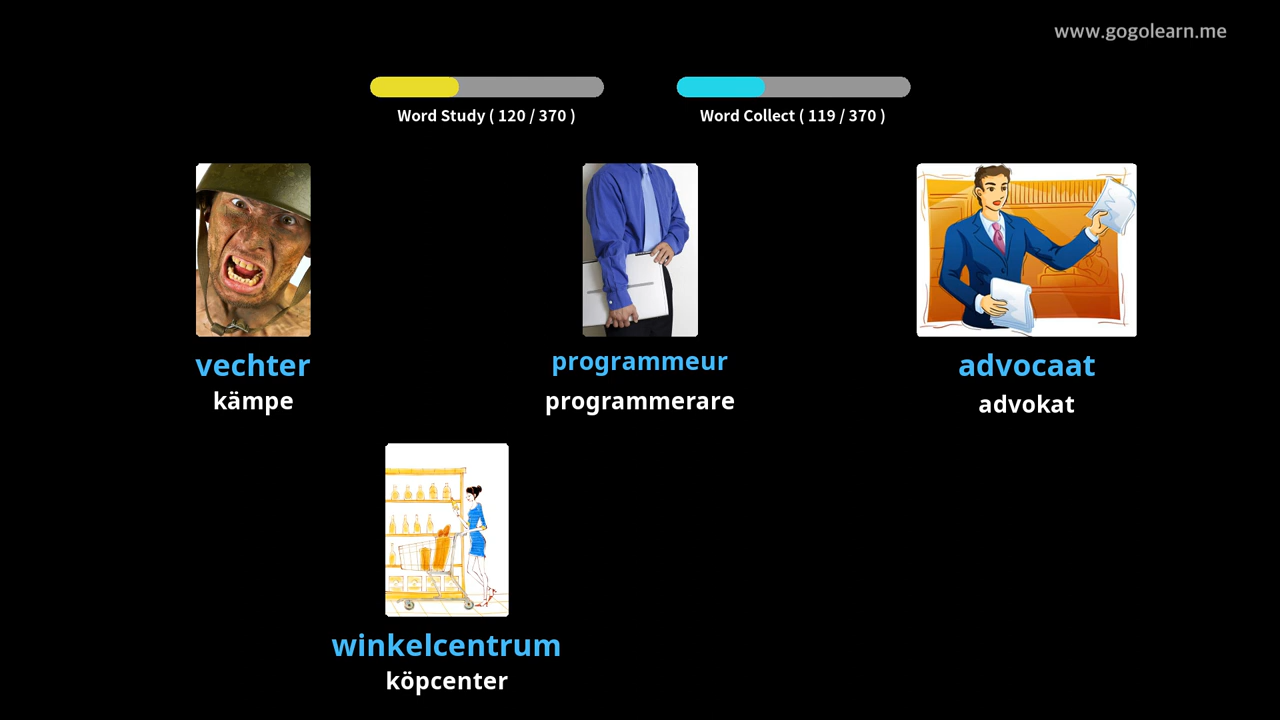 www.gogolearn.me
Word Study ( 120 / 370 )
Word Collect ( 119 / 370 )
vechter
kämpe
programmeur
programmerare
advocaat
advokat
winkelcentrum
köpcenter